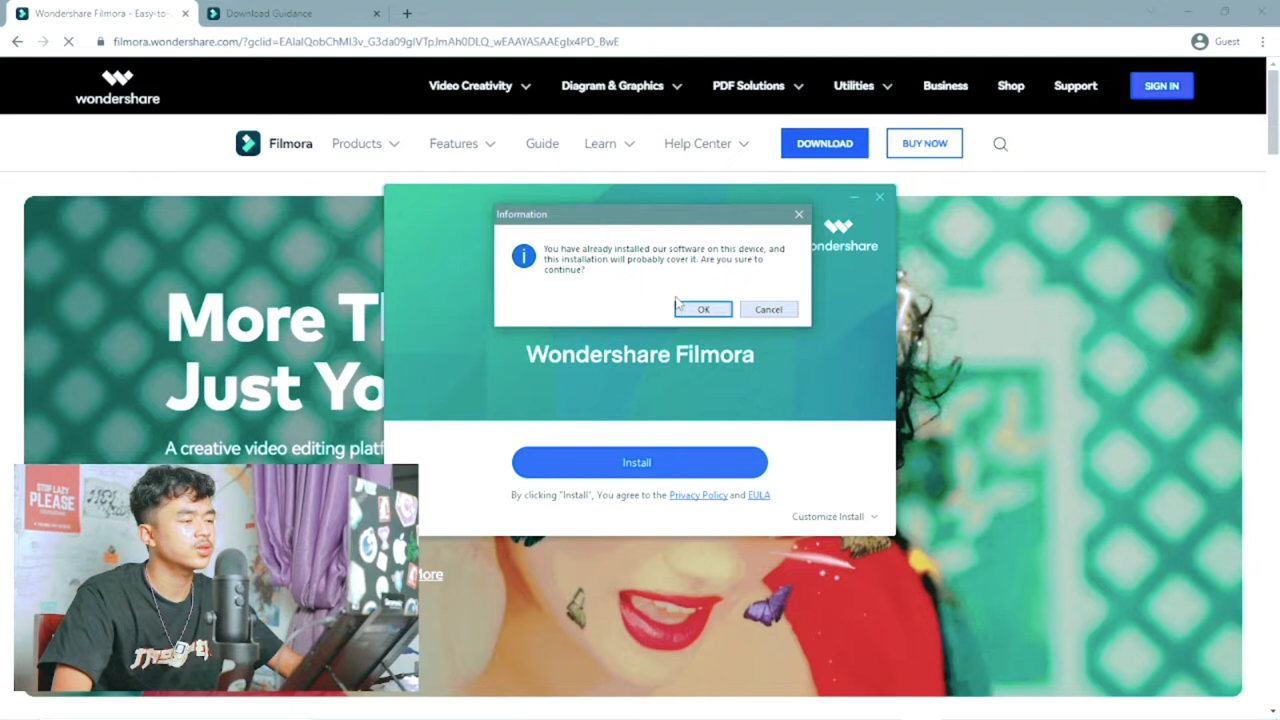 Wondershare Filmora - Easy-to-
Download Guidance
filmora.wondershare.com/?gclid=EAIaIQobChMI3v_G3da09gIVTpJmAh0DLQ_wEAAYASAAEgIx4PD_BwE
Guest
wondershare
Video Creativity
Diagram & Graphics
PDF Solutions
Utilities
Business
Shop
Support
SIGN IN
Filmora
Products
Features
Guide
Learn
Help Center
DOWNLOAD
BUY NOW
Information
You have already installed our software on this device, and
this installation will probably cover it. Are you sure to
continue?
OK
Cancel
ondershare
Wondershare Filmora
More T
Just Yo
A creative video editing platf
Install
By clicking "Install", You agree to the Privacy Policy and EULA
Customize Install
More
STOP LAZY
PLEASE